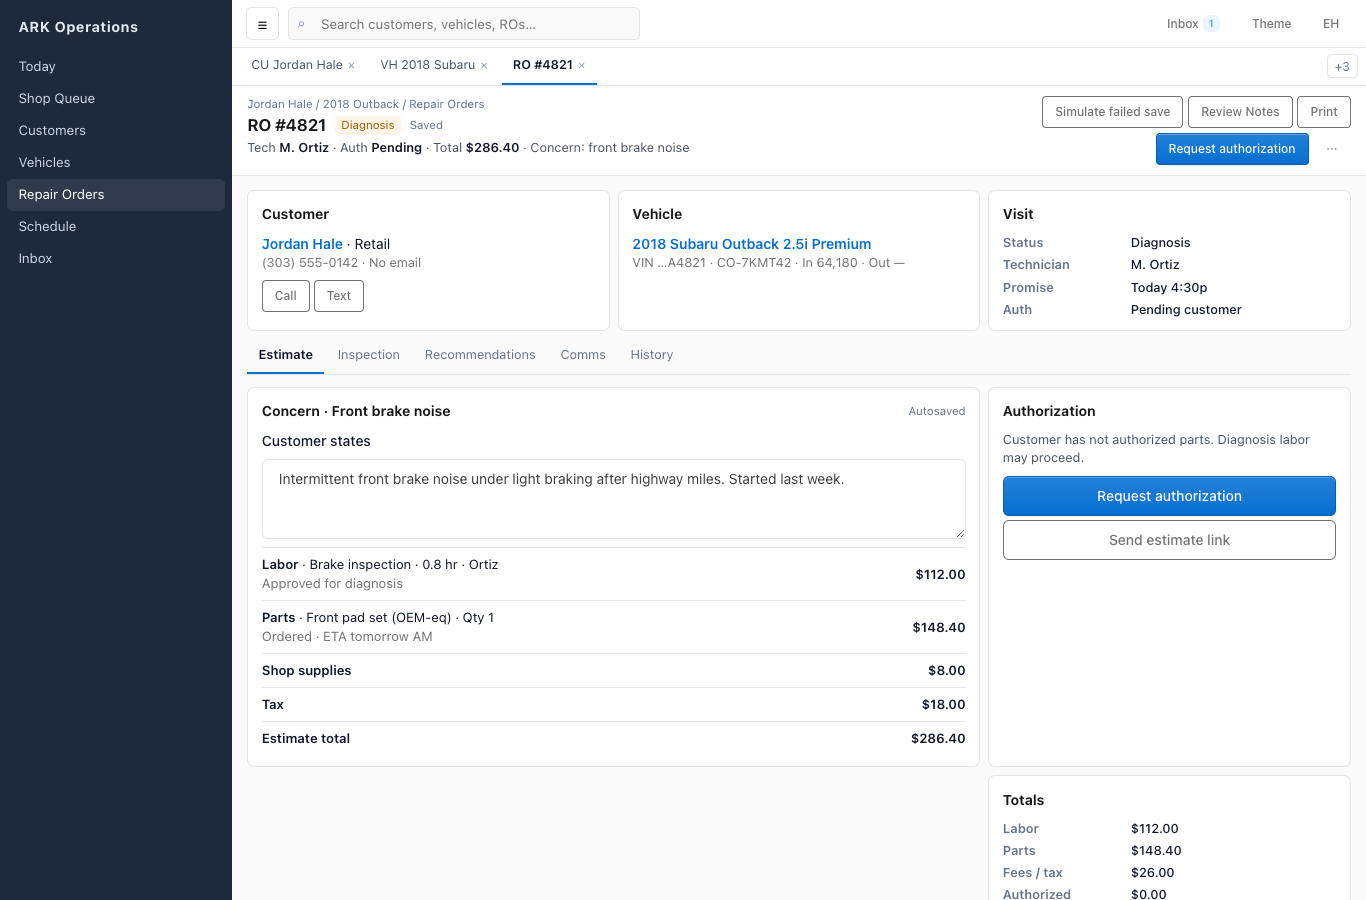 ARK Operations
Today
Shop Queue
Customers
Vehicles
Repair Orders
Schedule
Inbox
☰
Search customers, vehicles, ROs...
Inbox 1
Theme
EH
CU Jordan Hale ×
VH 2018 Subaru ×
RO #4821 ×
+3
Jordan Hale / 2018 Outback / Repair Orders
RO #4821 Diagnosis Saved
Tech M. Ortiz · Auth Pending · Total $286.40 · Concern: front brake noise
Simulate failed save
Review Notes
Print
Request authorization
...
Customer
Jordan Hale · Retail
(303) 555-0142 · No email
Call
Text
Vehicle
2018 Subaru Outback 2.5i Premium
VIN ...A4821 · CO-7KMT42 · In 64,180 · Out —
Visit
Status Diagnosis
Technician M. Ortiz
Promise Today 4:30p
Auth Pending customer
Estimate
Inspection
Recommendations
Comms
History
Concern · Front brake noise
Autosaved
Customer states
Intermittent front brake noise under light braking after highway miles. Started last week.
Labor · Brake inspection · 0.8 hr · Ortiz
Approved for diagnosis
$112.00
Parts · Front pad set (OEM-eq) · Qty 1
Ordered · ETA tomorrow AM
$148.40
Shop supplies $8.00
Tax $18.00
Estimate total $286.40
Authorization
Customer has not authorized parts. Diagnosis labor
may proceed.
Request authorization
Send estimate link
Totals
Labor $112.00
Parts $148.40
Fees / tax $26.00
Authorized $0.00